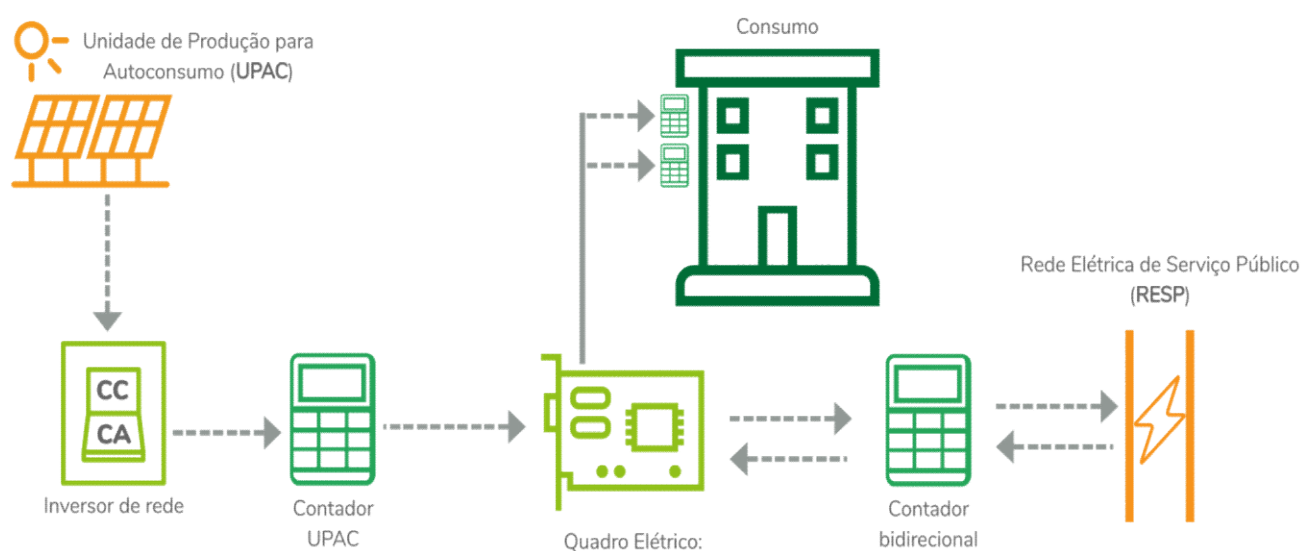 Unidade de Produção para
Autoconsumo (UPAC)
Consumo
Rede Elétrica de Serviço Público
(RESP)
CC
CA
Inversor de rede
Contador
UPAC
Quadro Elétrico:
Contador
bidirecional